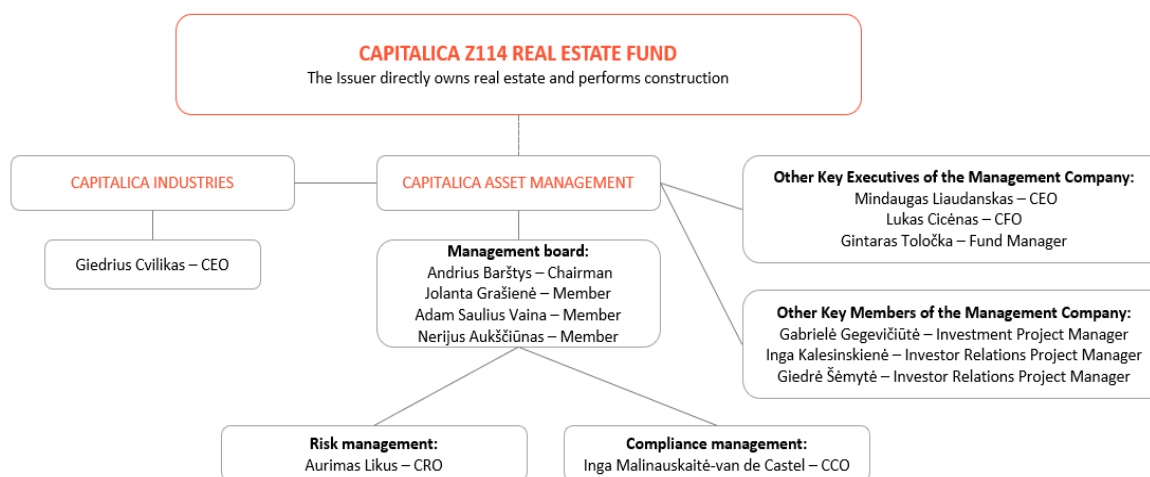 CAPITALICA Z114 REAL ESTATE FUND
The Issuer directly owns real estate and performs construction
CAPITALICA INDUSTRIES
CAPITALICA ASSET MANAGEMENT
Other Key Executives of the Management Company:
Mindaugas Liaudanskas – CEO
Lukas Cicėnas – CFO
Gintaras Toločka – Fund Manager
Giedrius Cvilikas – CEO
Management board:
Andrius Barštys – Chairman
Jolanta Grašienė – Member
Adam Saulius Vaina – Member
Nerijus Aukščiūnas – Member
Other Key Members of the Management Company:
Gabrielė Gegevičiūtė – Investment Project Manager
Inga Kalesinskienė – Investor Relations Project Manager
Giedrė Šėmytė – Investor Relations Project Manager
Risk management:
Aurimas Likus – CRO
Compliance management:
Inga Malinauskaitė-van de Castel – CCO